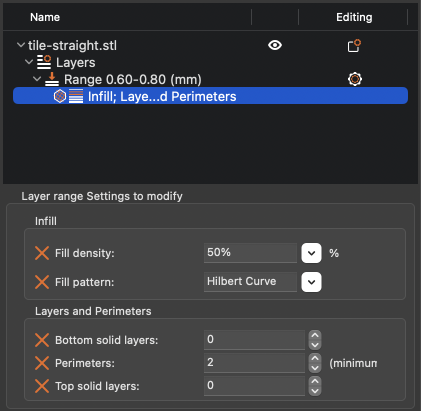 Name Editing
tile-straight.stl
Layers
Range 0.60-0.80 (mm)
Infill; Laye...d Perimeters
Layer range Settings to modify
Infill
Fill density: 50% %
Fill pattern: Hilbert Curve
Layers and Perimeters
Bottom solid layers: 0
Perimeters: 2 (minimum
Top solid layers: 0